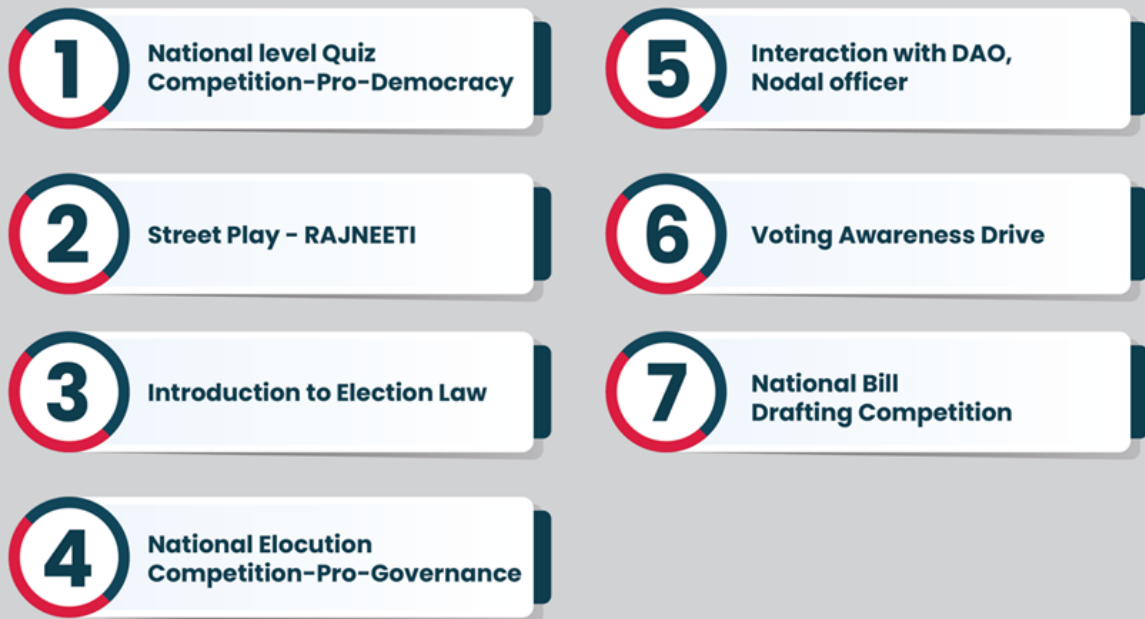 1
National level Quiz
Competition-Pro-Democracy
2
Street Play - RAJNEETI
3
Introduction to Election Law
4
National Elocution
Competition-Pro-Governance
5
Interaction with DAO,
Nodal officer
6
Voting Awareness Drive
7
National Bill
Drafting Competition